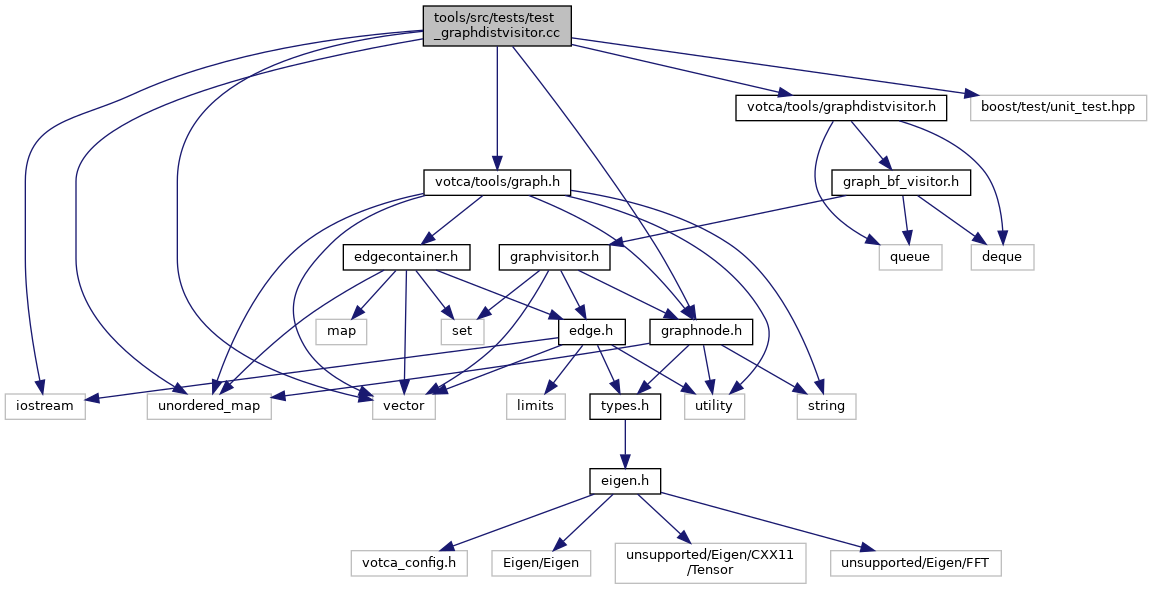 tools/src/tests/test
_graphdistvisitor.cc
votca/tools/graphdistvisitor.h
boost/test/unit_test.hpp
votca/tools/graph.h
graph_bf_visitor.h
edgecontainer.h
graphvisitor.h
queue
deque
map
set
edge.h
graphnode.h
iostream
unordered_map
vector
limits
types.h
utility
string
eigen.h
votca_config.h
Eigen/Eigen
unsupported/Eigen/CXX11
/Tensor
unsupported/Eigen/FFT